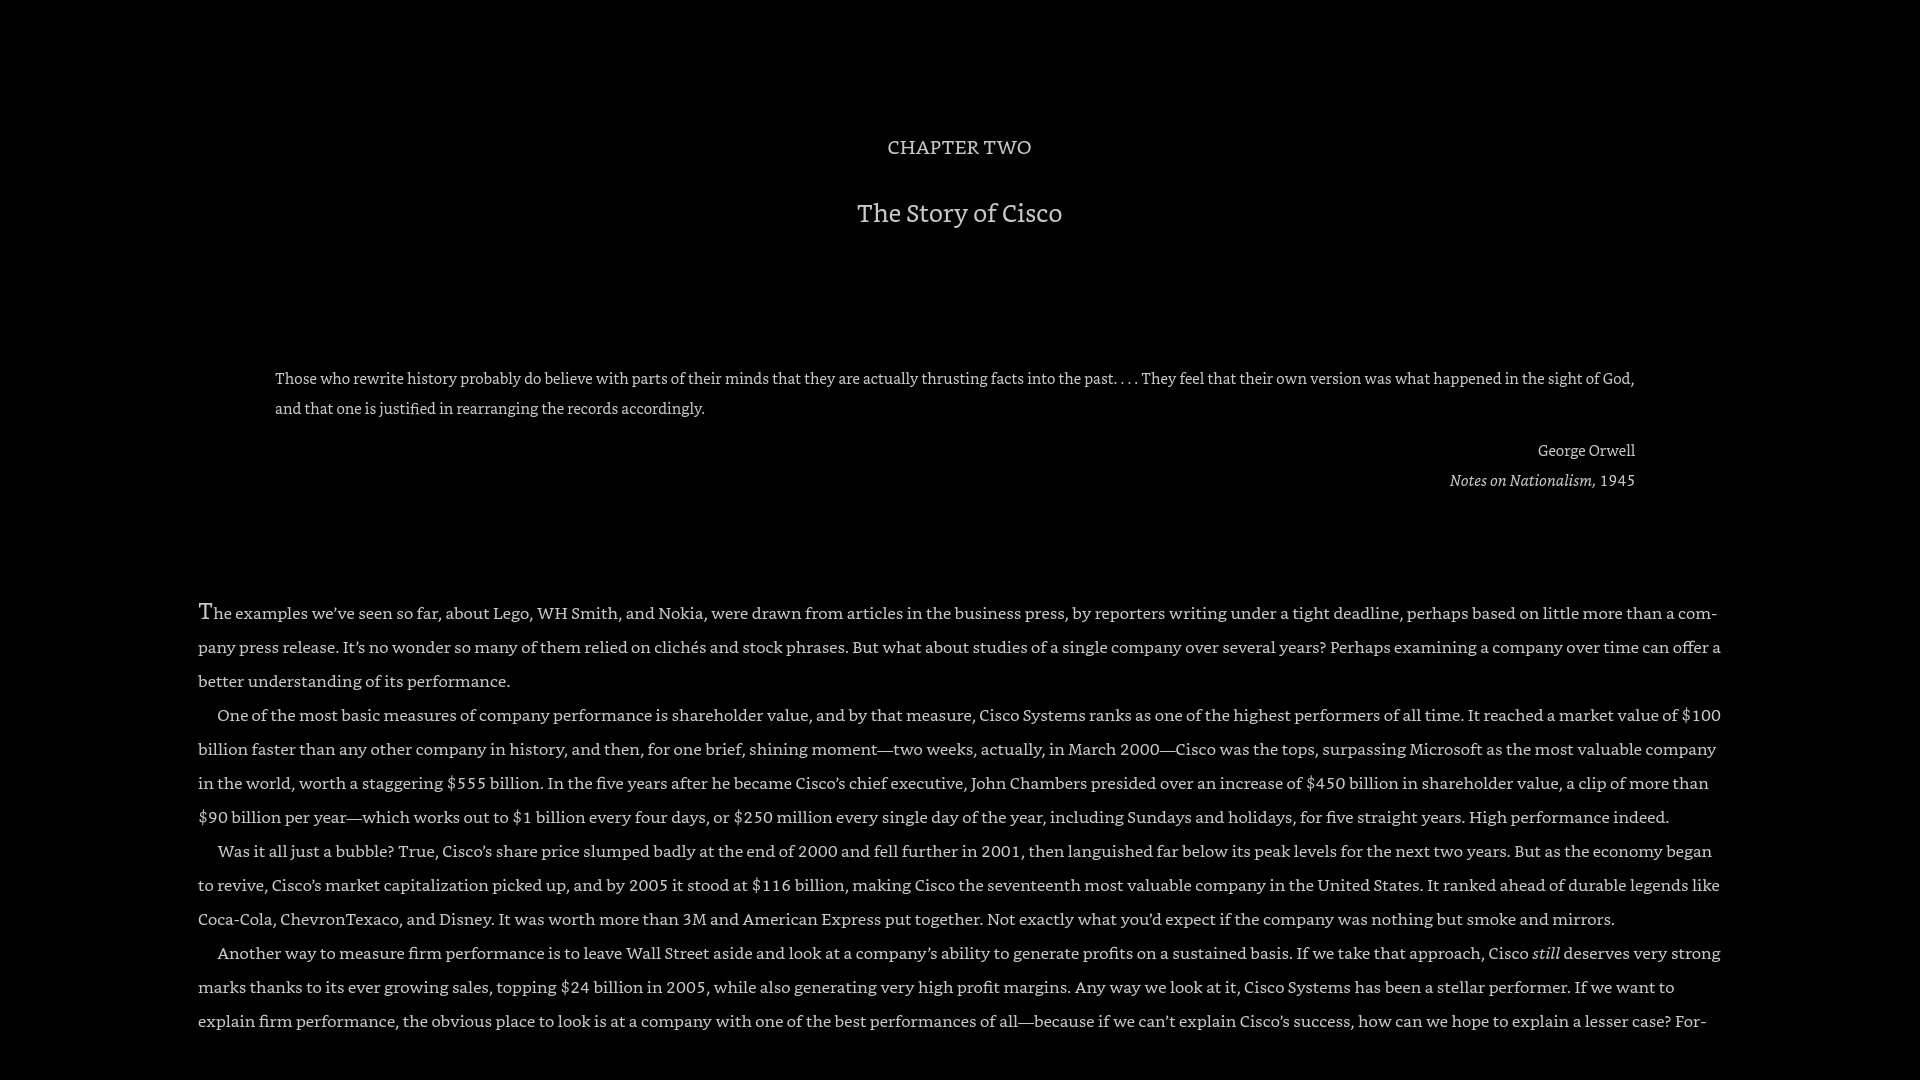 CHAPTER TWO
The Story of Cisco
Those who rewrite history probably do believe with parts of their minds that they are actually thrusting facts into the past. . . . They feel that their own version was what happened in the sight of God,
and that one is justified in rearranging the records accordingly.
George Orwell
Notes on Nationalism, 1945
The examples we’ve seen so far, about Lego, WH Smith, and Nokia, were drawn from articles in the business press, by reporters writing under a tight deadline, perhaps based on little more than a com-
pany press release. It’s no wonder so many of them relied on clichés and stock phrases. But what about studies of a single company over several years? Perhaps examining a company over time can offer a
better understanding of its performance.
One of the most basic measures of company performance is shareholder value, and by that measure, Cisco Systems ranks as one of the highest performers of all time. It reached a market value of $100
billion faster than any other company in history, and then, for one brief, shining moment—two weeks, actually, in March 2000—Cisco was the tops, surpassing Microsoft as the most valuable company
in the world, worth a staggering $555 billion. In the five years after he became Cisco’s chief executive, John Chambers presided over an increase of $450 billion in shareholder value, a clip of more than
$90 billion per year—which works out to $1 billion every four days, or $250 million every single day of the year, including Sundays and holidays, for five straight years. High performance indeed.
Was it all just a bubble? True, Cisco’s share price slumped badly at the end of 2000 and fell further in 2001, then languished far below its peak levels for the next two years. But as the economy began
to revive, Cisco’s market capitalization picked up, and by 2005 it stood at $116 billion, making Cisco the seventeenth most valuable company in the United States. It ranked ahead of durable legends like
Coca-Cola, ChevronTexaco, and Disney. It was worth more than 3M and American Express put together. Not exactly what you’d expect if the company was nothing but smoke and mirrors.
Another way to measure firm performance is to leave Wall Street aside and look at a company’s ability to generate profits on a sustained basis. If we take that approach, Cisco still deserves very strong
marks thanks to its ever growing sales, topping $24 billion in 2005, while also generating very high profit margins. Any way we look at it, Cisco Systems has been a stellar performer. If we want to
explain firm performance, the obvious place to look is at a company with one of the best performances of all—because if we can’t explain Cisco’s success, how can we hope to explain a lesser case? For-